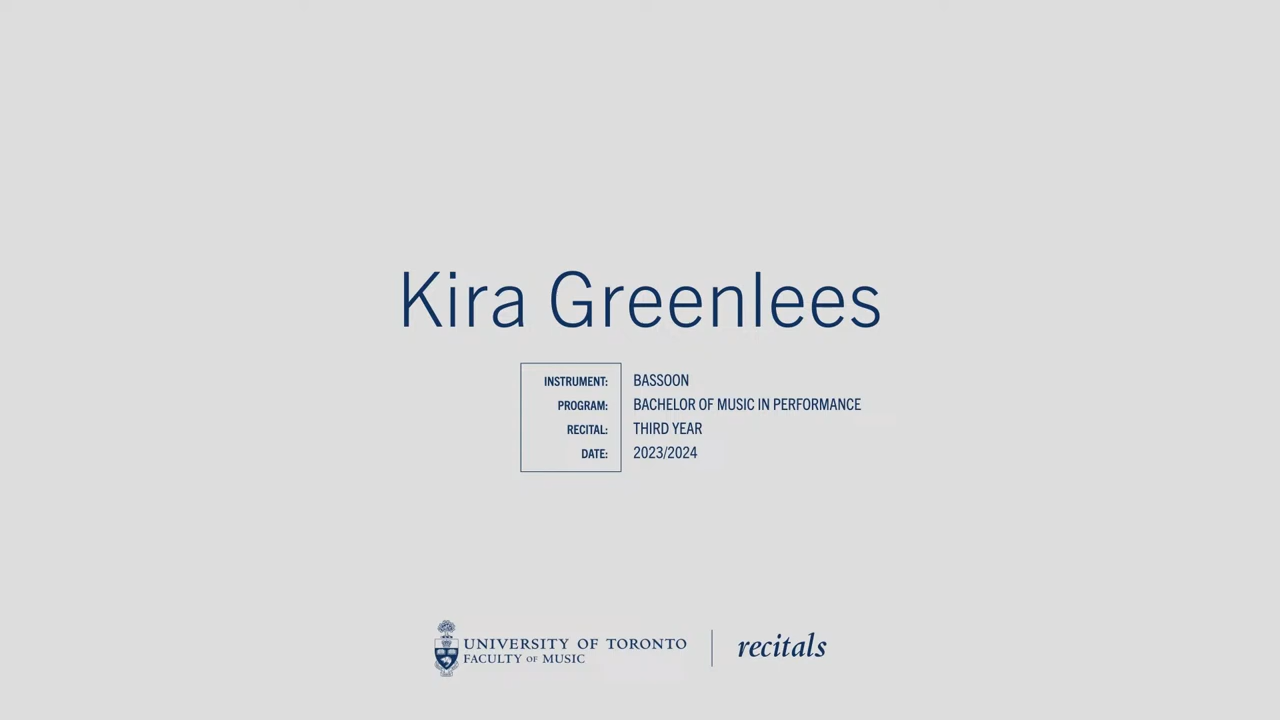 Kira Greenlees
INSTRUMENT: BASSOON
PROGRAM: BACHELOR OF MUSIC IN PERFORMANCE
RECITAL: THIRD YEAR
DATE: 2023/2024
UNIVERSITY OF TORONTO
FACULTY OF MUSIC
recitals